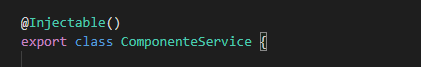 @Injectable()
export class ComponenteService {